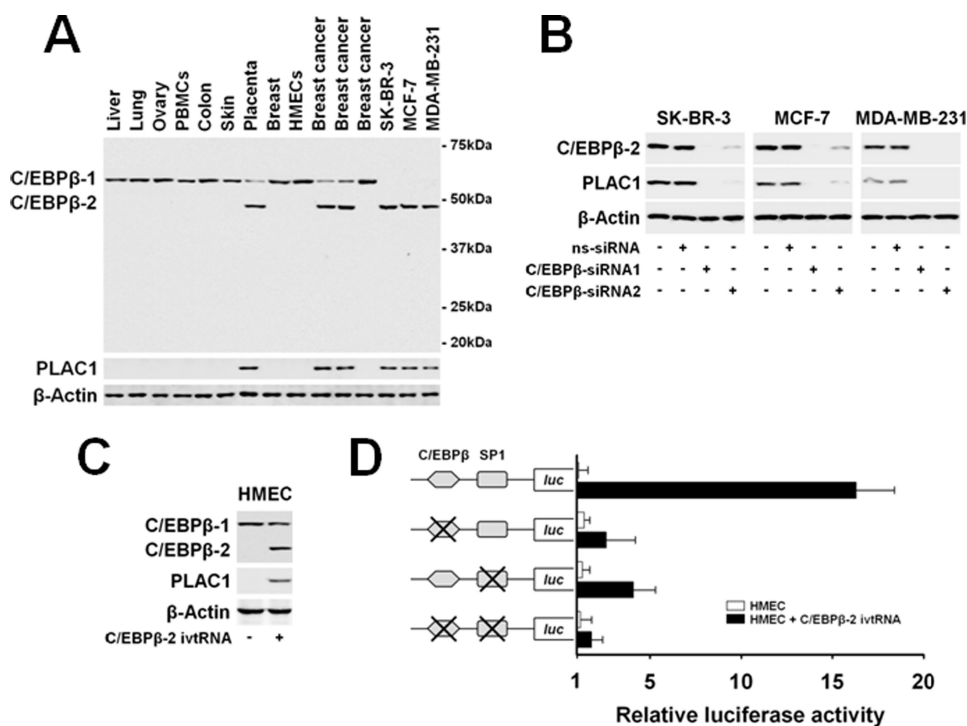 A
Liver
Lung
Ovary
PBMCs
Colon
Skin
Placenta
Breast
HMECs
Breast cancer
Breast cancer
Breast cancer
SK-BR-3
MCF-7
MDA-MB-231
- 75kDa
C/EBPβ-1
C/EBPβ-2
- 50kDa
- 37kDa
- 25kDa
- 20kDa
PLAC1
β-Actin
B
SK-BR-3 MCF-7 MDA-MB-231
C/EBPβ-2
PLAC1
β-Actin
ns-siRNA - + - - - + - - - + - -
C/EBPβ-siRNA1 - - + - - - + - - - + -
C/EBPβ-siRNA2 - - - + - - - + - - - +
C
HMEC
C/EBPβ-1
C/EBPβ-2
PLAC1
β-Actin
C/EBPβ-2 ivtRNA - +
D
C/EBPβ SP1
luc
luc
luc
luc
HMEC
HMEC + C/EBPβ-2 ivtRNA
1 5 10 15 20
Relative luciferase activity